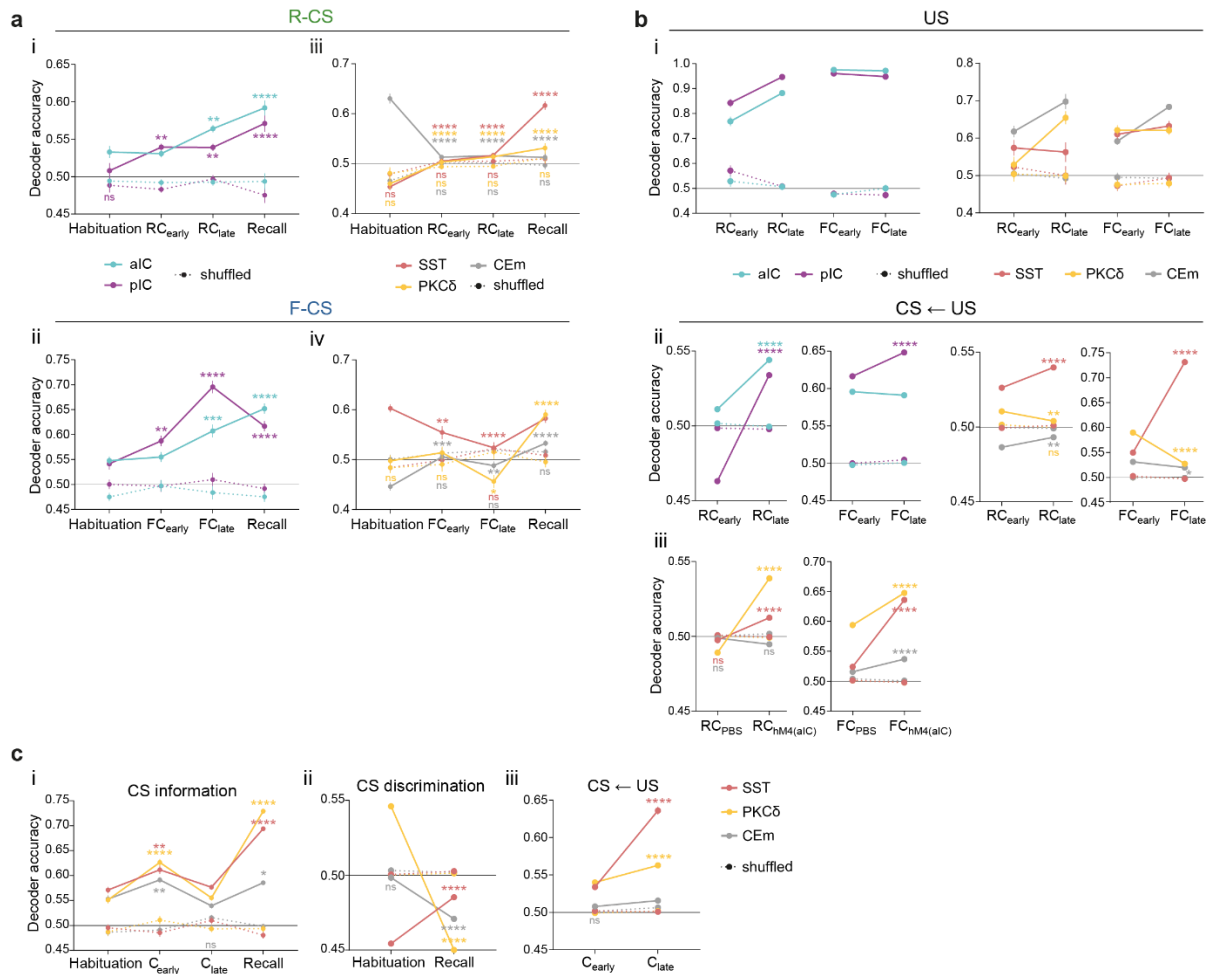 a
R-CS
b
US
i
iii
i
Decoder accuracy
0.65
0.60
0.55
0.50
0.45
ns
**
**
**
****
****
Habituation RCearly RClate Recall
0.7
0.6
0.5
0.4
ns
ns
****
****
****
ns
ns
ns
****
****
****
ns
ns
ns
****
****
****
ns
ns
Habituation RCearly RClate Recall
Decoder accuracy
1.0
0.9
0.8
0.7
0.6
0.5
0.4
RCearly RClate FCearly FClate
0.8
0.7
0.6
0.5
0.4
RCearly RClate FCearly FClate
aIC
pIC
shuffled
SST
PKCδ
CEm
shuffled
aIC
pIC
shuffled
SST
PKCδ
CEm
F-CS
CS ← US
ii
iv
ii
Decoder accuracy
0.75
0.70
0.65
0.60
0.55
0.50
0.45
**
****
***
****
****
Habituation FCearly FClate Recall
0.7
0.6
0.5
0.4
ns
**
***
ns
****
**
*
ns
ns
****
****
ns
Habituation FCearly FClate Recall
Decoder accuracy
0.55
0.50
0.45
****
****
RCearly RClate
0.65
0.60
0.55
0.50
0.45
****
FCearly FClate
0.55
0.50
0.45
****
**
**
ns
RCearly RClate
0.75
0.70
0.65
0.60
0.55
0.50
0.45
****
****
*
FCearly FClate
iii
Decoder accuracy
0.55
0.50
0.45
ns
ns
****
****
ns
RCPBS RChM4(aIC)
0.70
0.65
0.60
0.55
0.50
0.45
****
****
****
FCPBS FChM4(aIC)
c
i
CS information
ii
CS discrimination
iii
CS ← US
Decoder accuracy
0.75
0.70
0.65
0.60
0.55
0.50
0.45
**
****
**
ns
****
****
*
Habituation Cearly Clate Recall
0.55
0.50
0.45
ns
****
****
****
Habituation Recall
0.65
0.60
0.55
0.50
0.45
ns
****
****
Cearly Clate
SST
PKCδ
CEm
shuffled